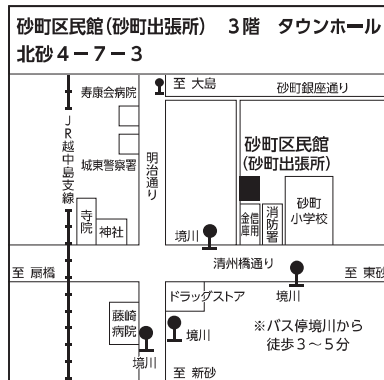 砂町区民館(砂町出張所)　3階　タウンホール
北砂4－7－3
至 大島
砂町銀座通り
寿康会病院
JR越中島支線
明治通り
城東警察署
砂町区民館
(砂町出張所)
寺院
神社
信用金庫
消防署
砂町小学校
境川
清州橋通り
至 扇橋
至 東砂
境川
ドラッグストア
藤崎病院
境川
境川
※バス停境川から
徒歩3～5分
至 新砂